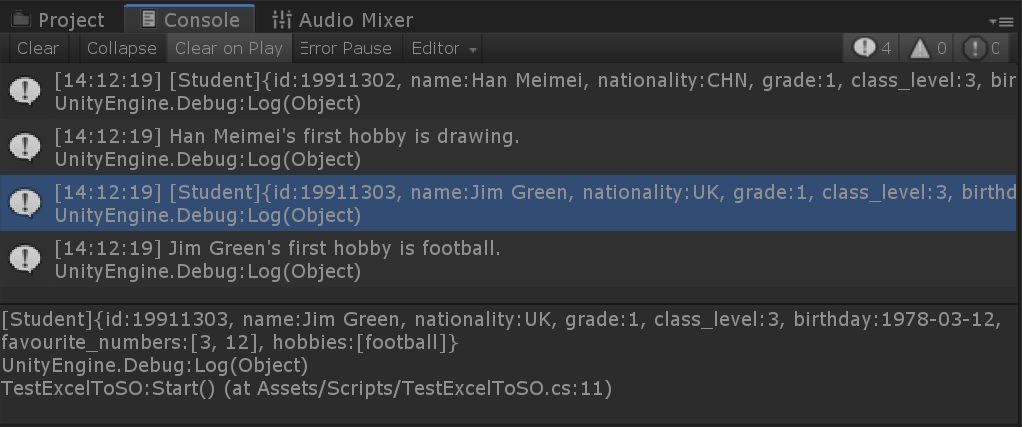 Project Console Audio Mixer
Clear Collapse Clear on Play Error Pause Editor 4 0 0
[14:12:19] [Student]{id:19911302, name:Han Meimei, nationality:CHN, grade:1, class_level:3, bir
UnityEngine.Debug:Log(Object)
[14:12:19] Han Meimei's first hobby is drawing.
UnityEngine.Debug:Log(Object)
[14:12:19] [Student]{id:19911303, name:Jim Green, nationality:UK, grade:1, class_level:3, birthd
UnityEngine.Debug:Log(Object)
[14:12:19] Jim Green's first hobby is football.
UnityEngine.Debug:Log(Object)
[Student]{id:19911303, name:Jim Green, nationality:UK, grade:1, class_level:3, birthday:1978-03-12,
favourite_numbers:[3, 12], hobbies:[football]}
UnityEngine.Debug:Log(Object)
TestExcelToSO:Start() (at Assets/Scripts/TestExcelToSO.cs:11)